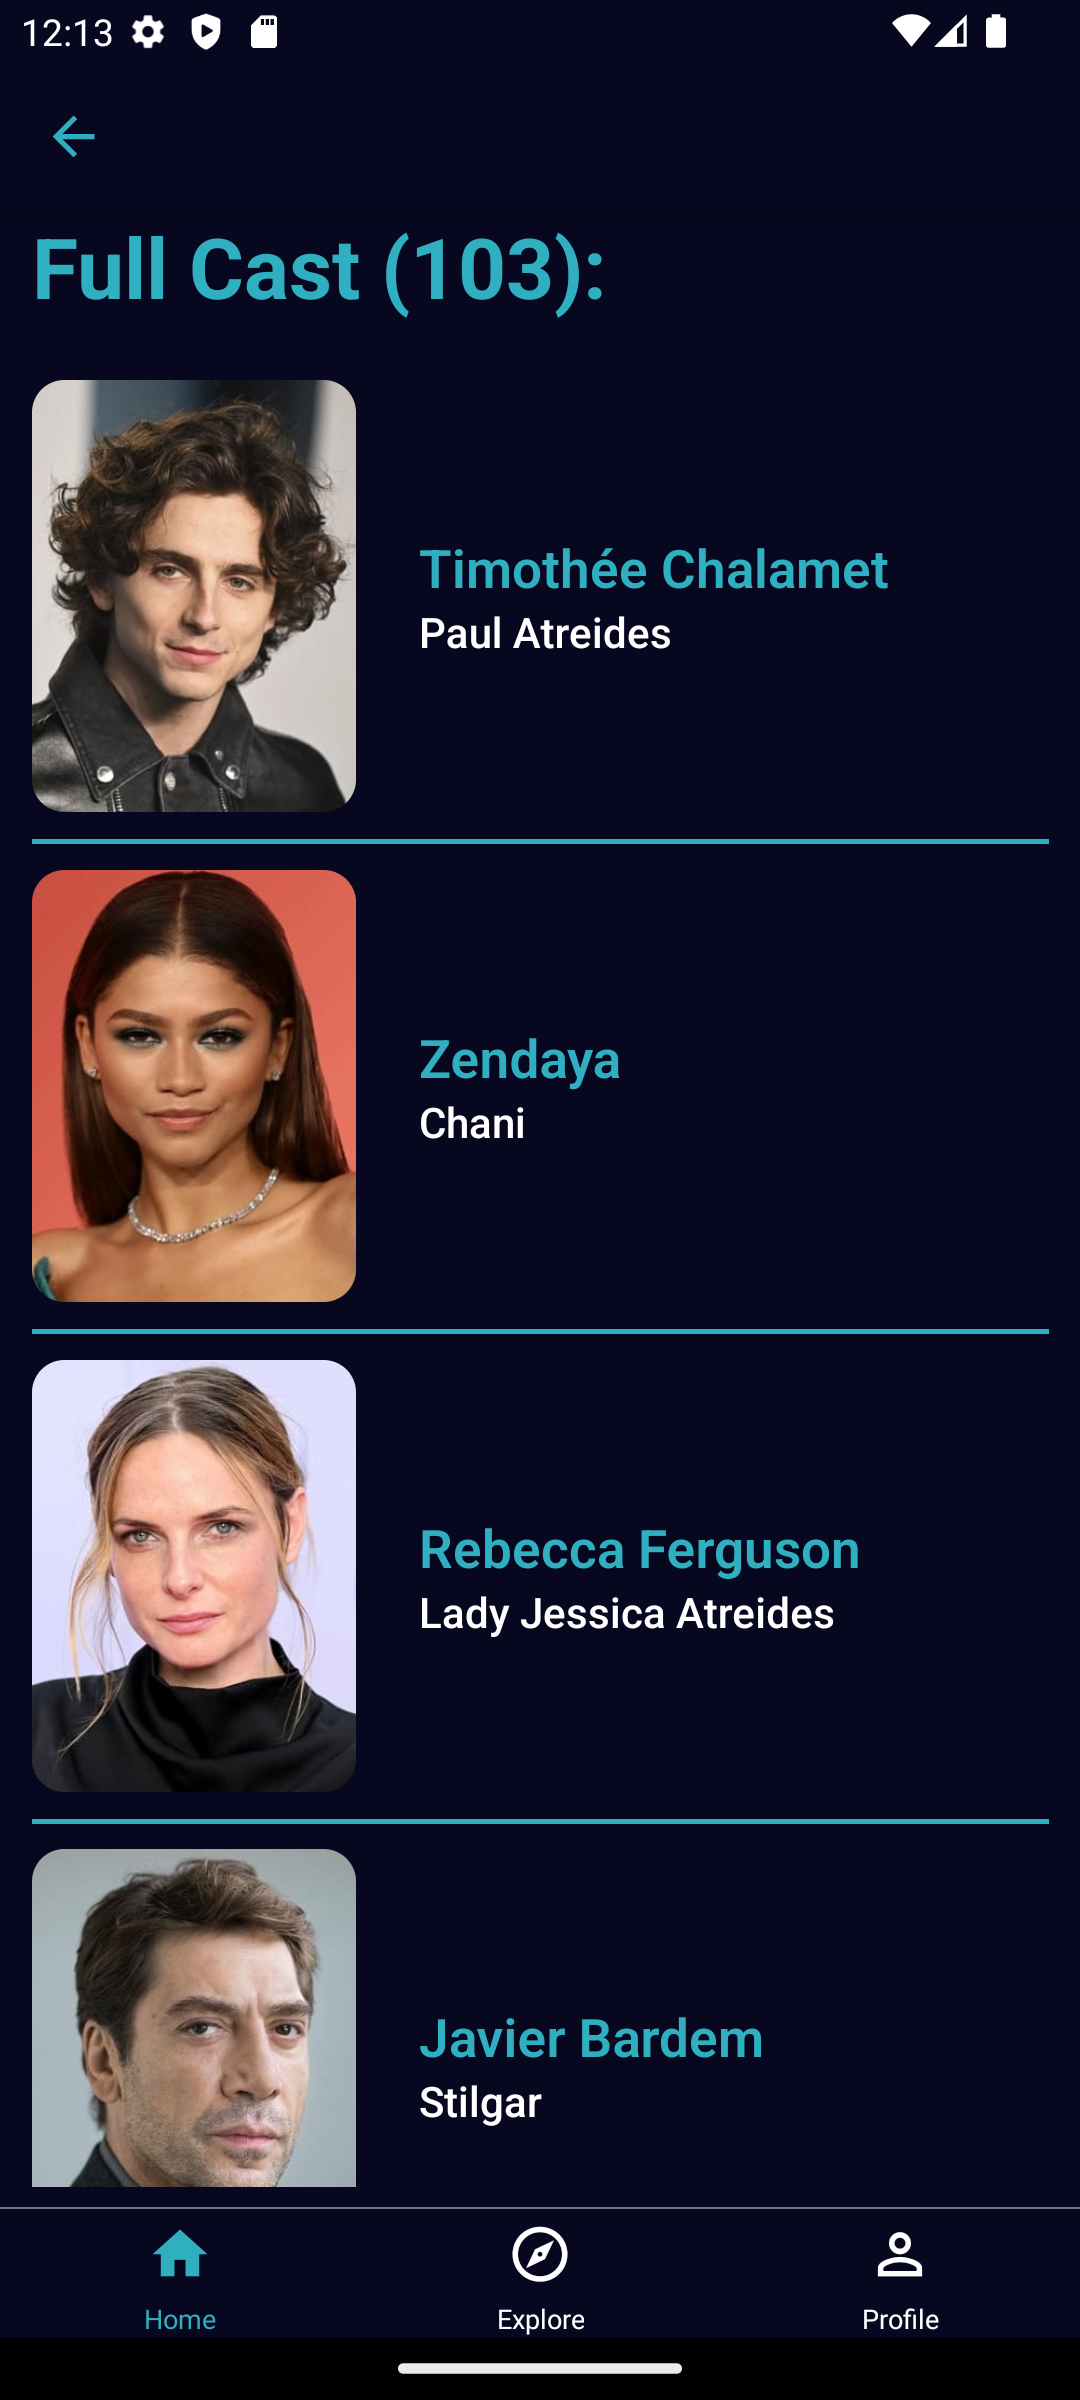 12:13
Full Cast (103):
Timothée Chalamet
Paul Atreides
Zendaya
Chani
Rebecca Ferguson
Lady Jessica Atreides
Javier Bardem
Stilgar
Home Explore Profile